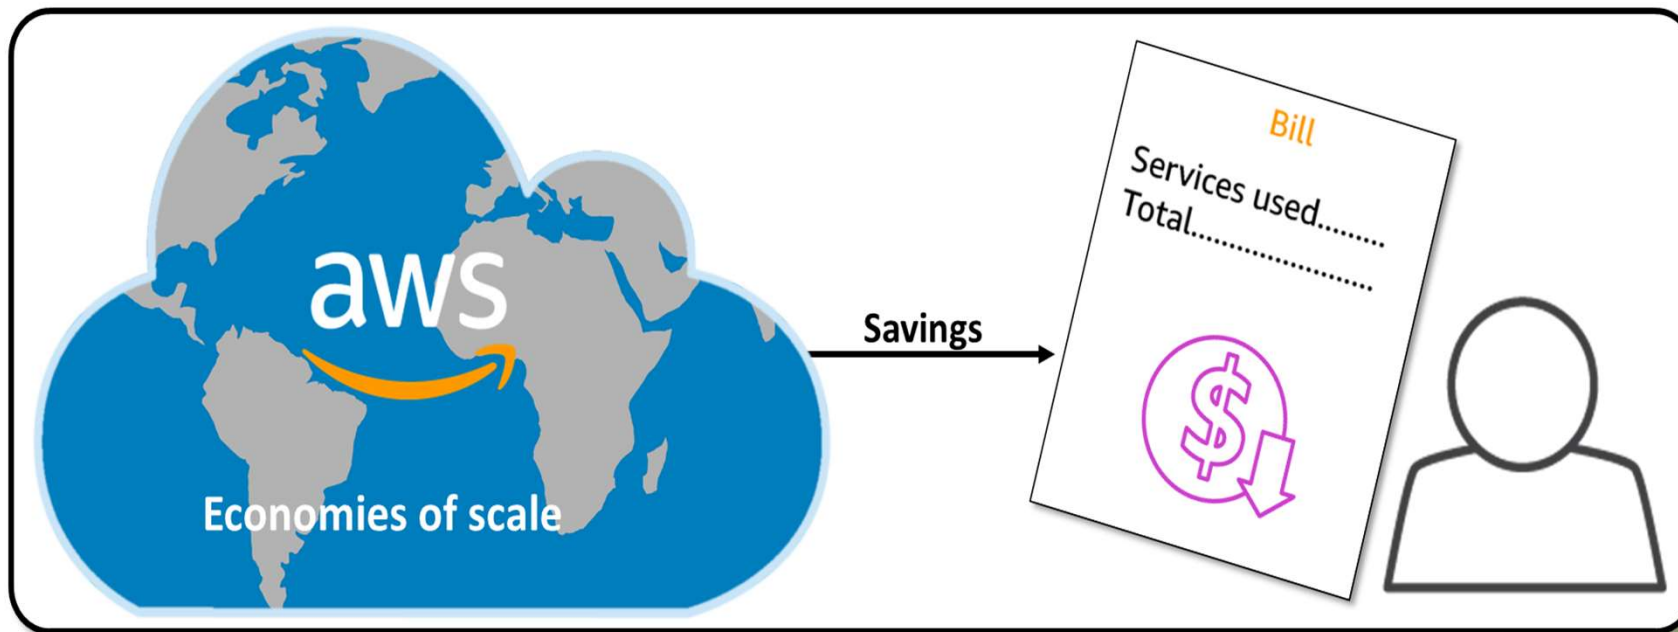 aws
Economies of scale
Savings
Bill
Services used.........
Total........................